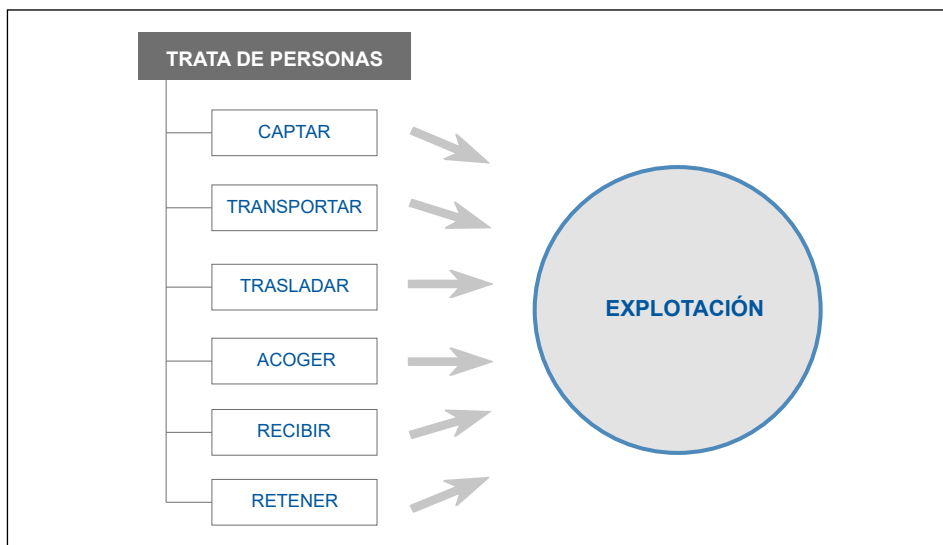 TRATA DE PERSONAS
CAPTAR
TRANSPORTAR
TRASLADAR
ACOGER
RECIBIR
RETENER
EXPLOTACIÓN